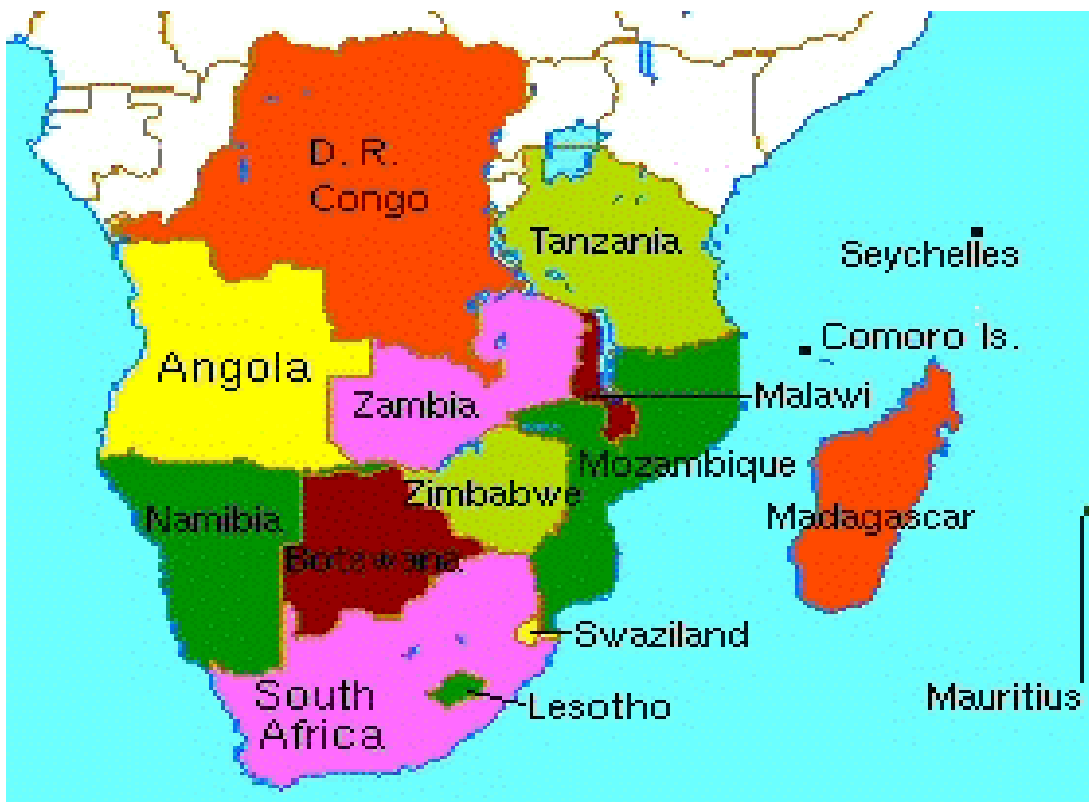 D. R.
Congo
Tanzania
Seychelles
Comoro Is.
Angola
Zambia
Malawi
Mozambique
Zimbabwe
Namibia
Madagascar
Botswana
Swaziland
South
Africa
Lesotho
Mauritius